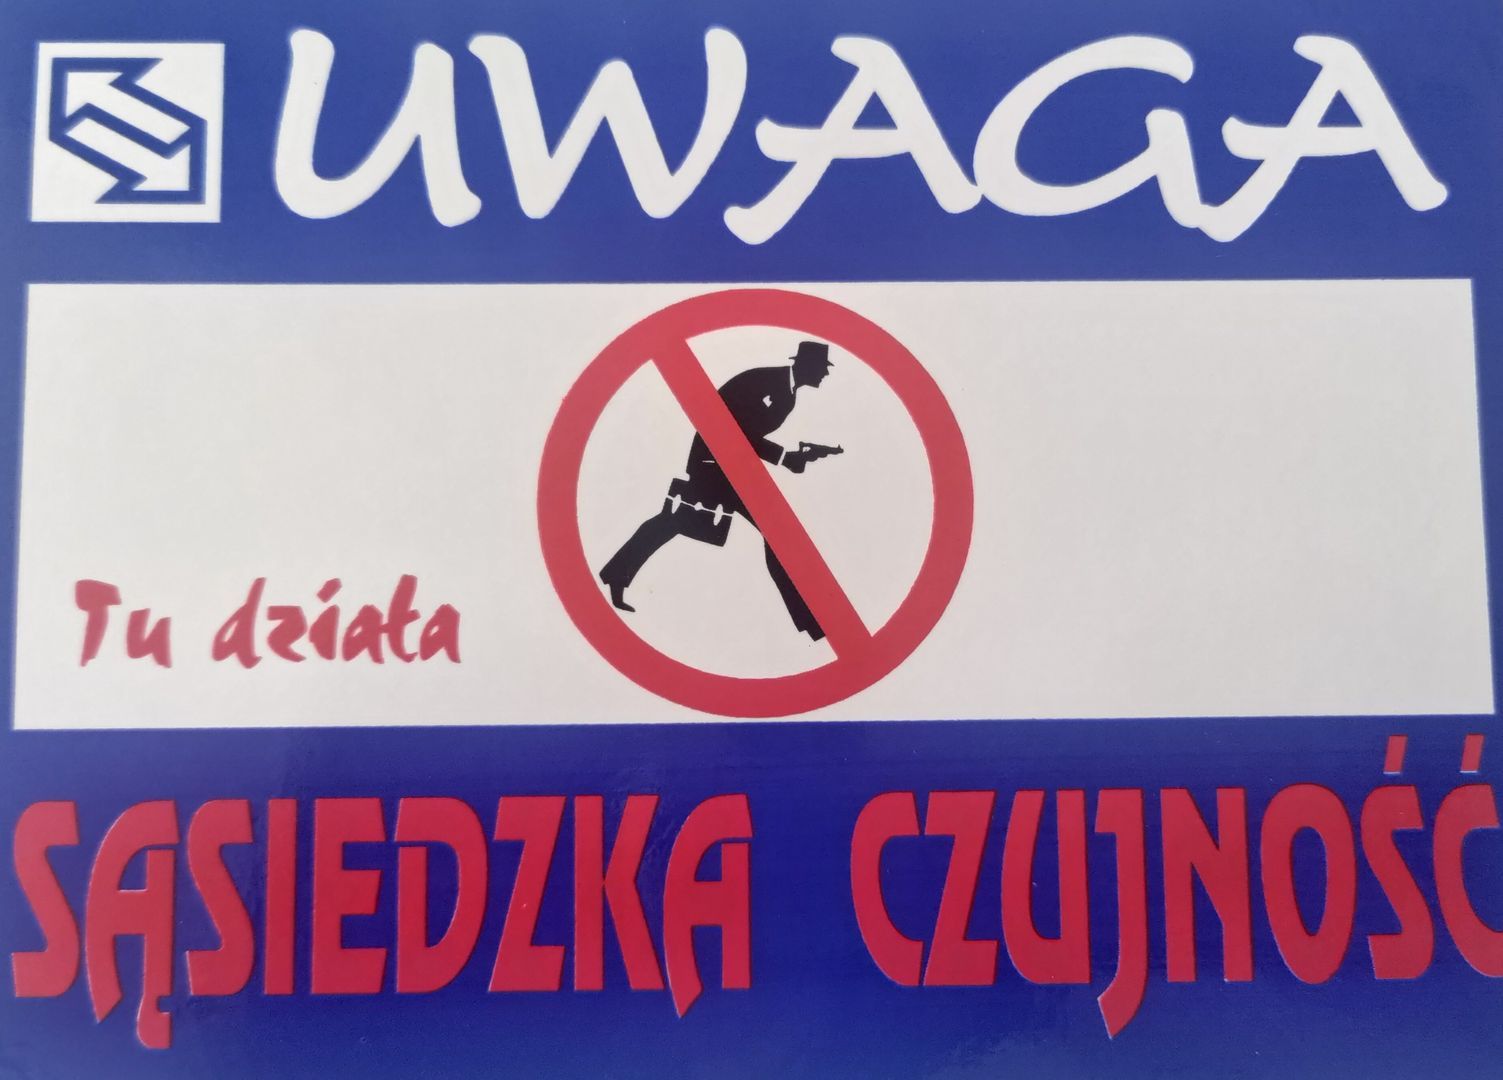 UWAGA
Tu działa
SĄSIEDZKA CZUJNOŚĆ